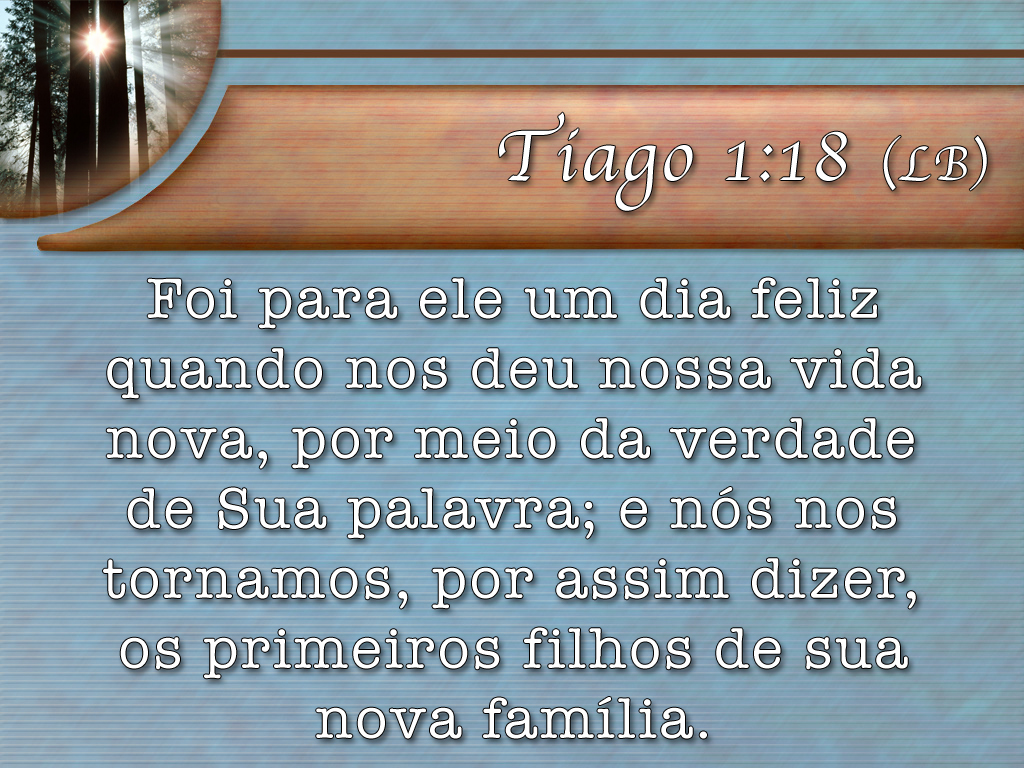 Tiago 1:18 (LB)
Foi para ele um dia feliz
quando nos deu nossa vida
nova, por meio da verdade
de Sua palavra; e nós nos
tornamos, por assim dizer,
os primeiros filhos de sua
nova família.